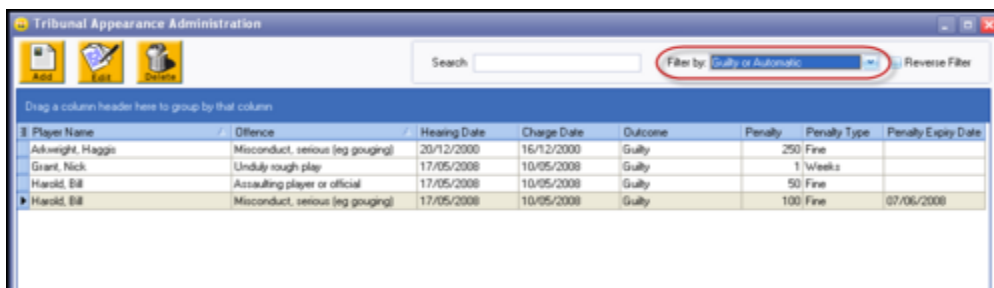 Tribunal Appearance Administration
Add Edit Delete Search Filter by: Guilty or Automatic Reverse Filter
Drag a column header here to group by that column
Player Name Offence Hearing Date Charge Date Outcome Penalty Penalty Type Penalty Expiry Date
Arkwright, Haggis Misconduct, serious (eg gouging) 20/12/2000 16/12/2000 Guilty 250 Fine
Grant, Nick Unduly rough play 17/05/2008 10/05/2008 Guilty 1 Weeks
Harold, Bill Assaulting player or official 17/05/2008 10/05/2008 Guilty 50 Fine
Harold, Bill Misconduct, serious (eg gouging) 17/05/2008 10/05/2008 Guilty 100 Fine 07/06/2008